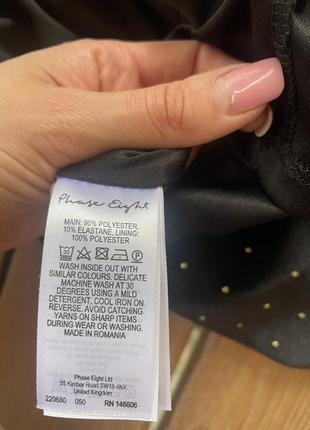 Phase Eight
MAIN: 90% POLYESTER,
10% ELASTANE, LINING:
100% POLYESTER
30
WASH INSIDE OUT WITH
SIMILAR COLOURS. DELICATE
MACHINE WASH AT 30
DEGREES USING A MILD
DETERGENT. COOL IRON ON
REVERSE. AVOID CATCHING
YARNS ON SHARP ITEMS
DURING WEAR OR WASHING.
MADE IN ROMANIA
Phase Eight Ltd
55 Kimber Road SW18 4NX
United Kingdom
220680 050 RN 146606